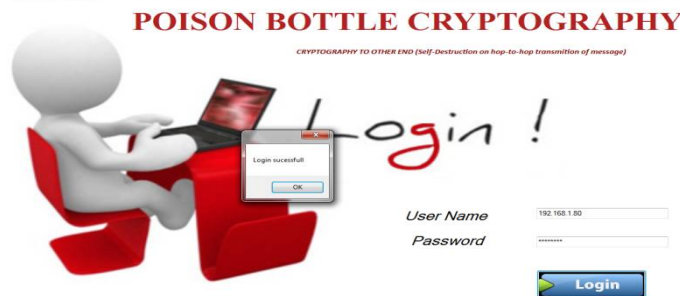 POISON BOTTLE CRYPTOGRAPHY
CRYPTOGRAPHY TO OTHER END (Self-Destruction on hop-to-hop transmition of message)
Login !
Login sucessfull
OK
User Name 192.168.1.80
Password ********
Login